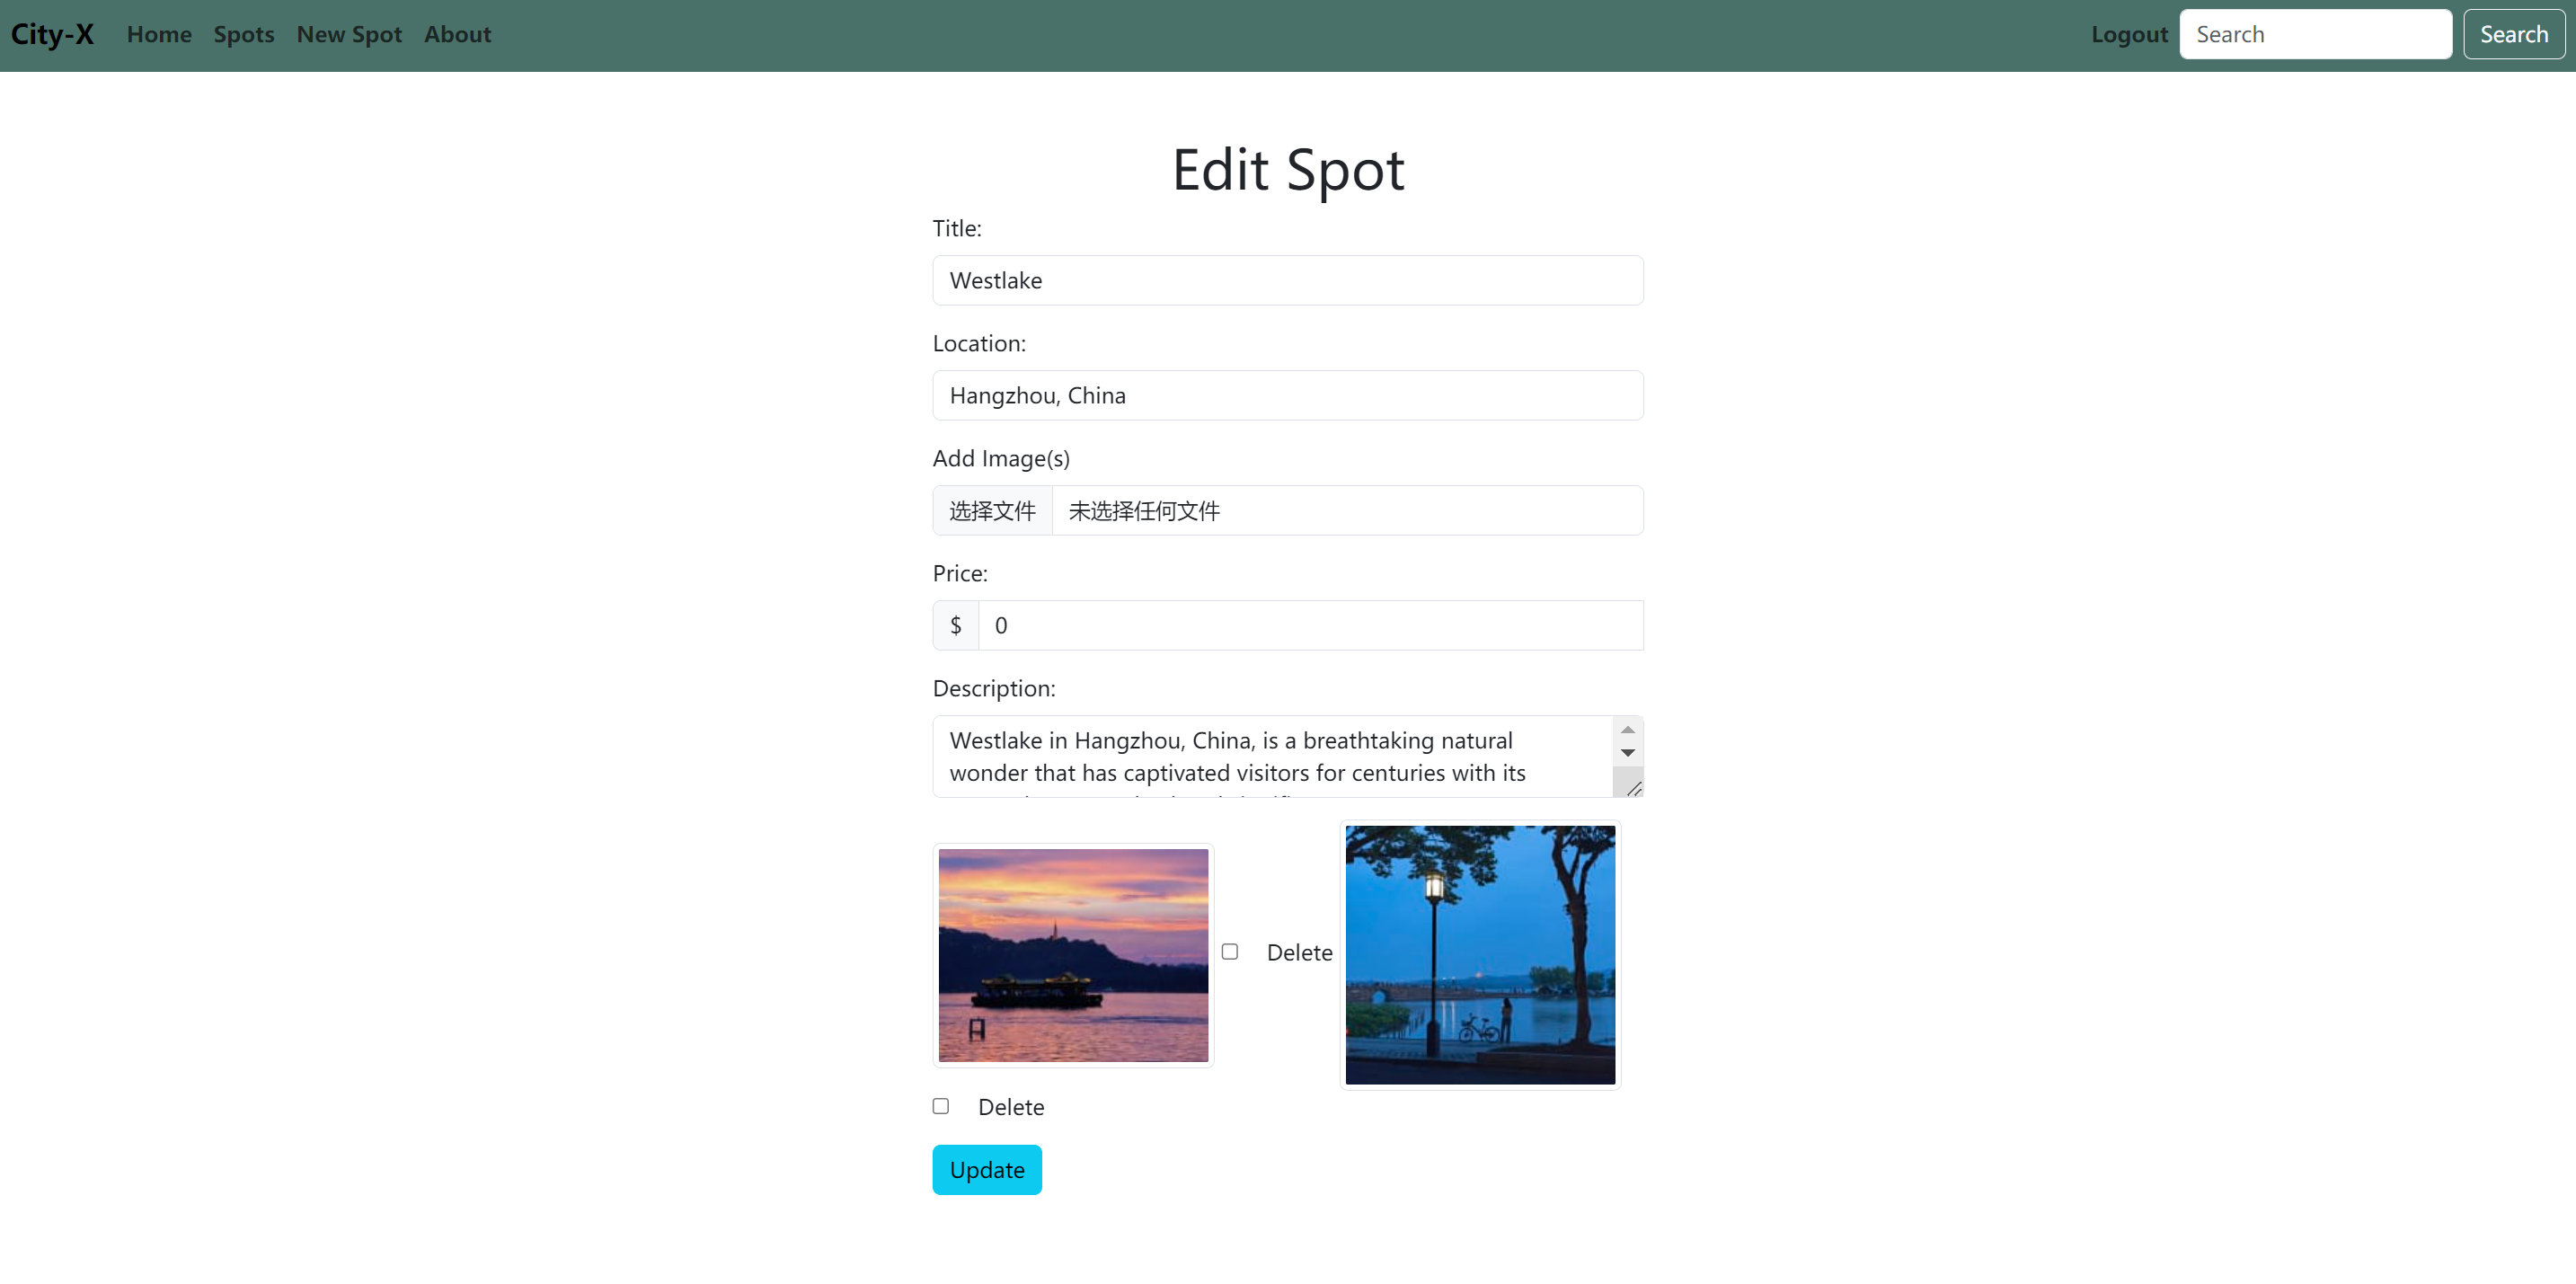 City-X Home Spots New Spot About Logout Search Search
Edit Spot
Title:
Westlake
Location:
Hangzhou, China
Add Image(s)
选择文件 未选择任何文件
Price:
$ 0
Description:
Westlake in Hangzhou, China, is a breathtaking natural
wonder that has captivated visitors for centuries with its
Delete
Delete
Update